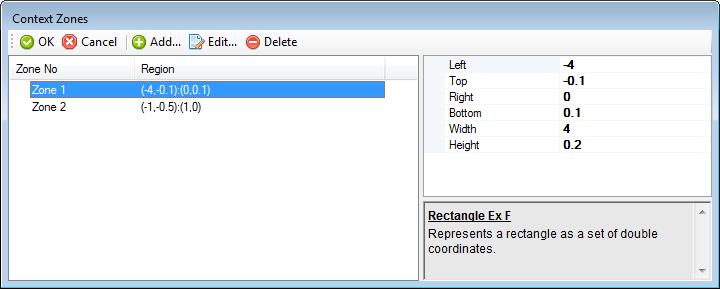 Context Zones
OK Cancel Add... Edit... Delete
Zone No Region
Zone 1 (-4,-0.1):(0,0.1)
Zone 2 (-1,-0.5):(1,0)
Left -4
Top -0.1
Right 0
Bottom 0.1
Width 4
Height 0.2
Rectangle Ex F
Represents a rectangle as a set of double
coordinates.